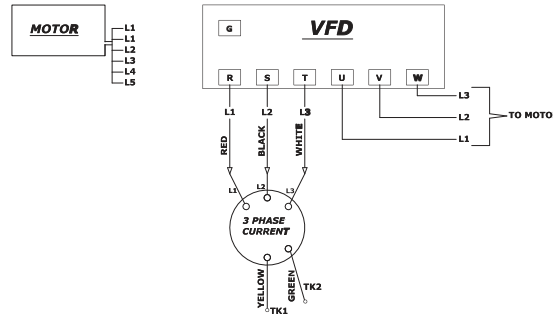 MOTOR
L1
L1
L2
L3
L4
L5
VFD
G
R S T U V W
L1 L2 L3
RED BLACK WHITE
L3
L2
L1
TO MOTO
L1 L2 L3
3 PHASE
CURRENT
YELLOW GREEN
TK1
TK2